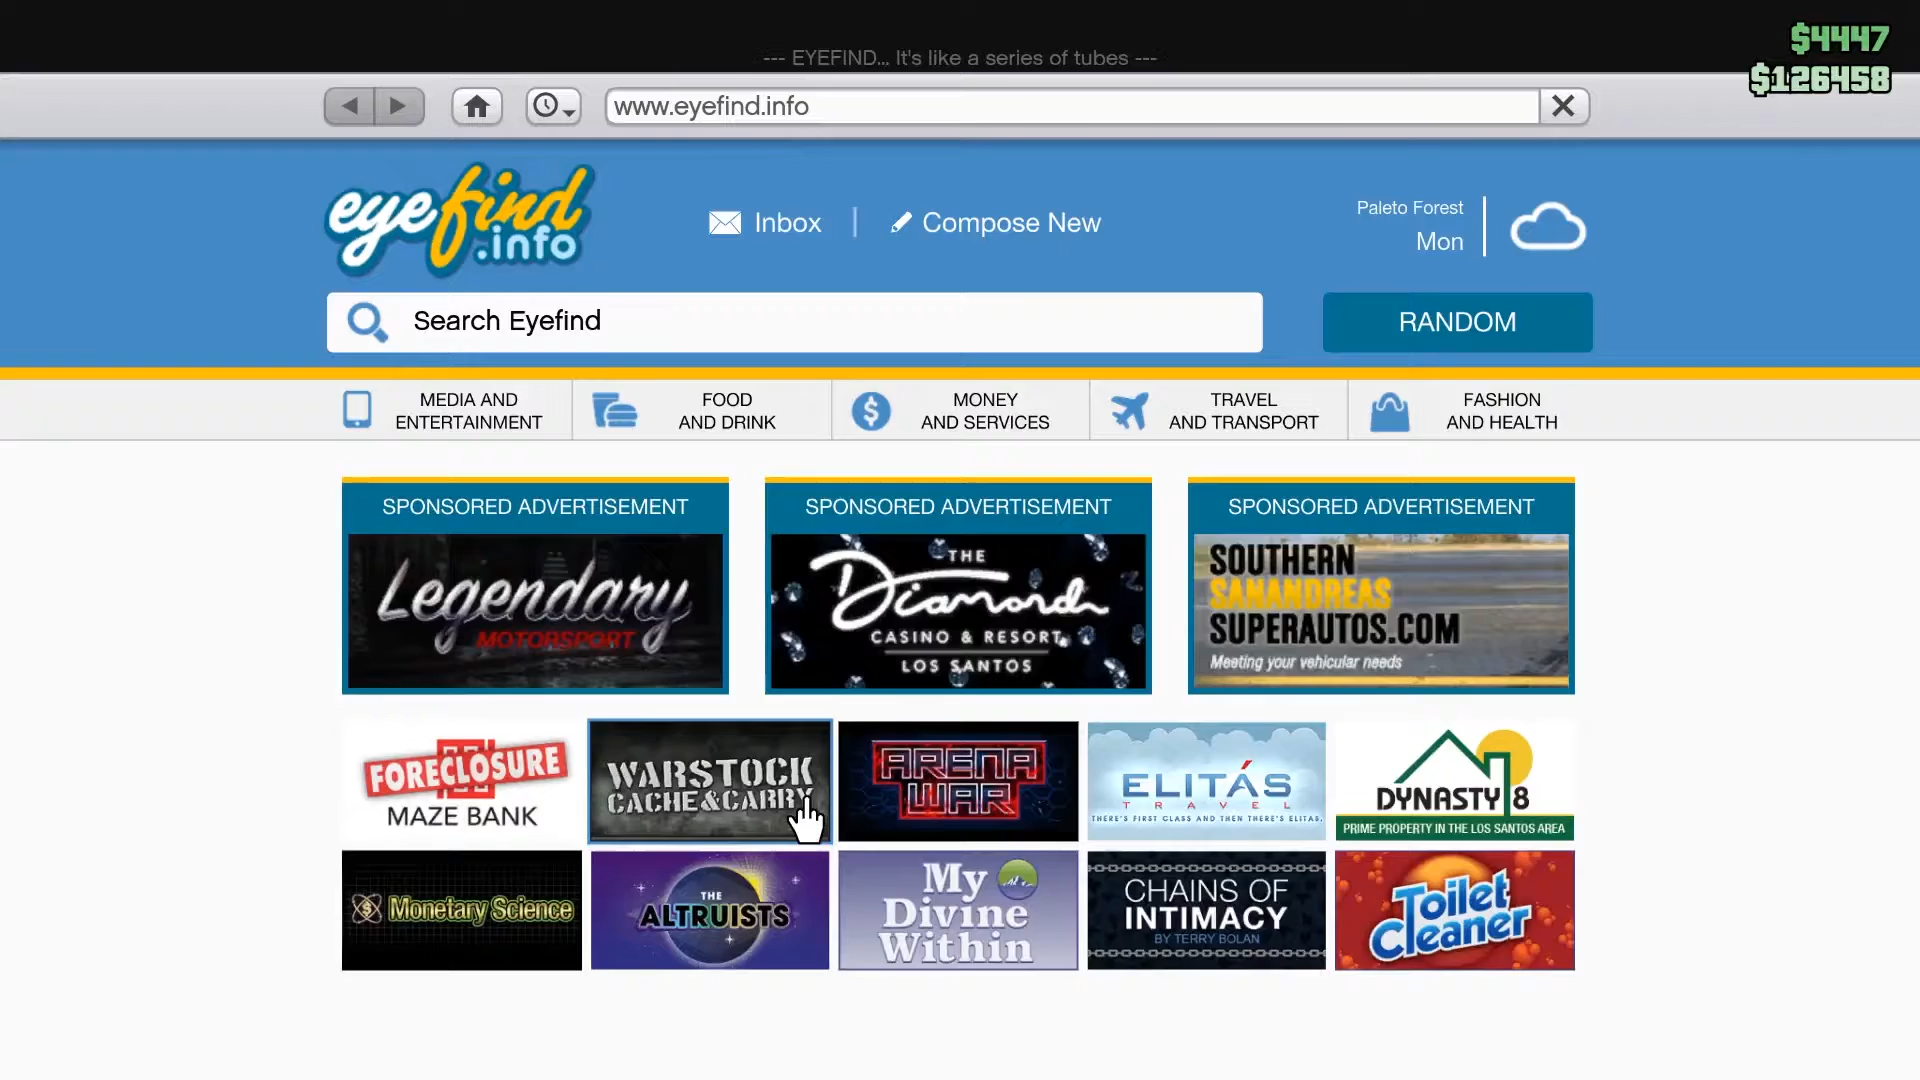 $4447
--- EYEFIND... It's like a series of tubes ---
$126458
www.eyefind.info
eyefind
.info
Inbox
Compose New
Paleto Forest
Mon
Search Eyefind
RANDOM
MEDIA AND
ENTERTAINMENT
FOOD
AND DRINK
MONEY
AND SERVICES
TRAVEL
AND TRANSPORT
FASHION
AND HEALTH
SPONSORED ADVERTISEMENT
Legendary
MOTORSPORT
SPONSORED ADVERTISEMENT
THE
Diamond
CASINO & RESORT
LOS SANTOS
SPONSORED ADVERTISEMENT
SOUTHERN
SANANDREAS
SUPERAUTOS.COM
Meeting your vehicular needs
FORECLOSURE
MAZE BANK
WARSTOCK
CACHE&CARRY
ARENA
WAR
ELITÁS
TRAVEL
THERE'S FIRST CLASS AND THEN THERE'S ELITAS.
DYNASTY 8
PRIME PROPERTY IN THE LOS SANTOS AREA
Monetary Science
THE
ALTRUISTS
My
Divine
Within
CHAINS OF
INTIMACY
BY TERRY BOLAN
Toilet
Cleaner